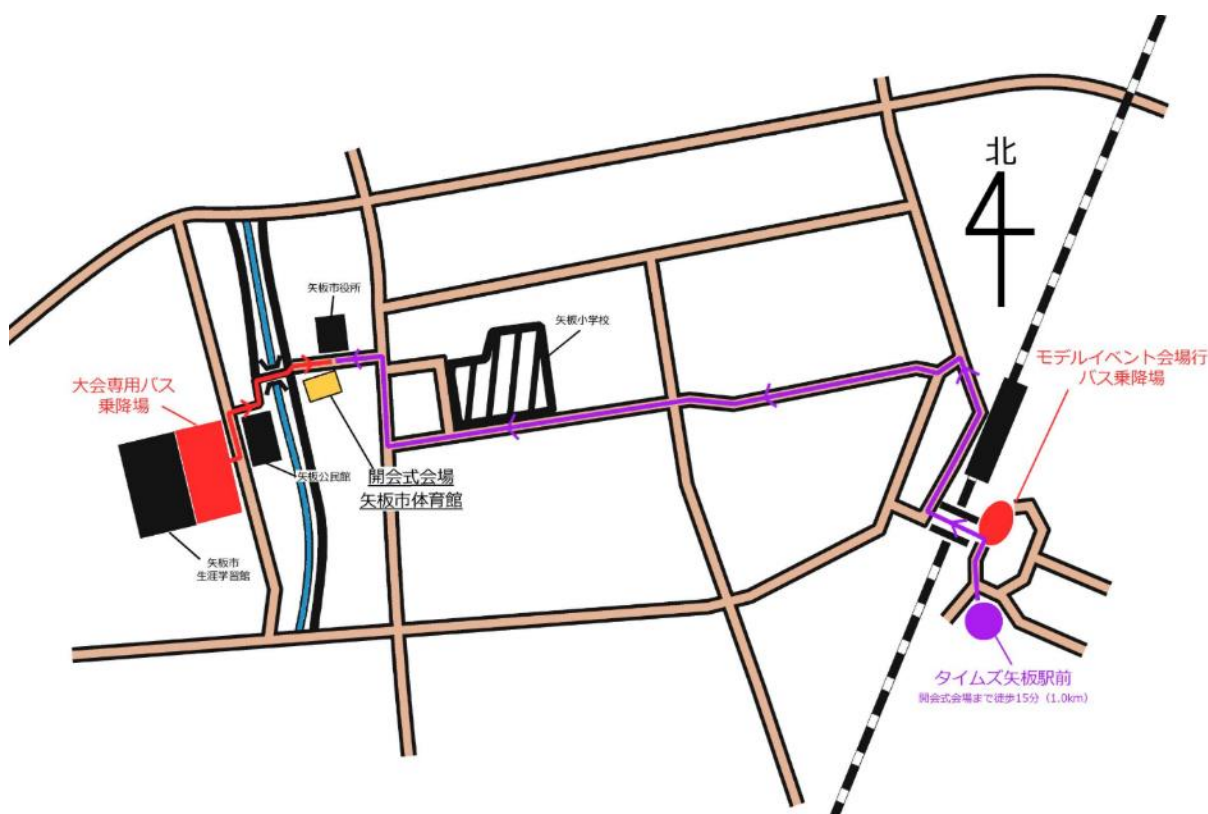 北
矢板市役所
矢板小学校
モデルイベント会場行
バス乗降場
大会専用バス
乗降場
矢板公民館
開会式会場
矢板市体育館
矢板市
生涯学習館
タイムズ矢板駅前
開会式会場まで徒歩15分（1.0km）